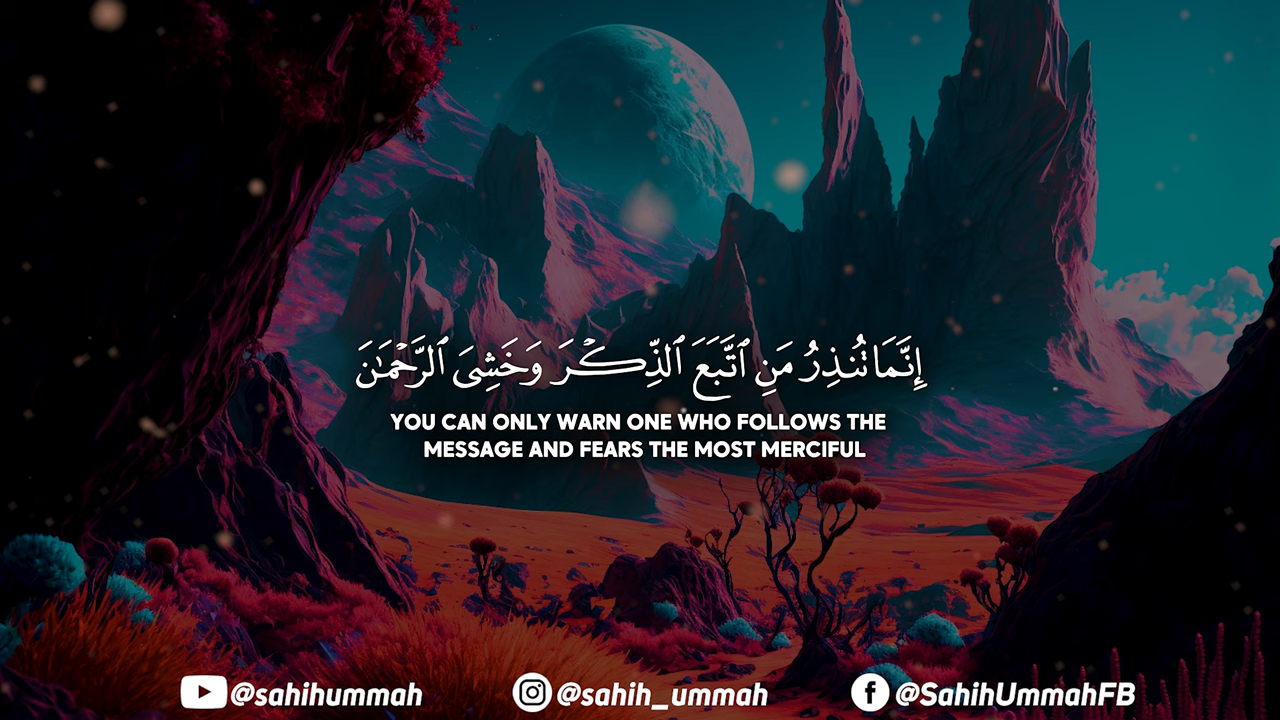 إِنَّمَا تُنذِرُ مَنِ ٱتَّبَعَ ٱلذِّكْرَ وَخَشِىَ ٱلرَّحْمَـٰنَ
YOU CAN ONLY WARN ONE WHO FOLLOWS THE
MESSAGE AND FEARS THE MOST MERCIFUL
@sahihummah @sahih_ummah @SahihUmmahFB